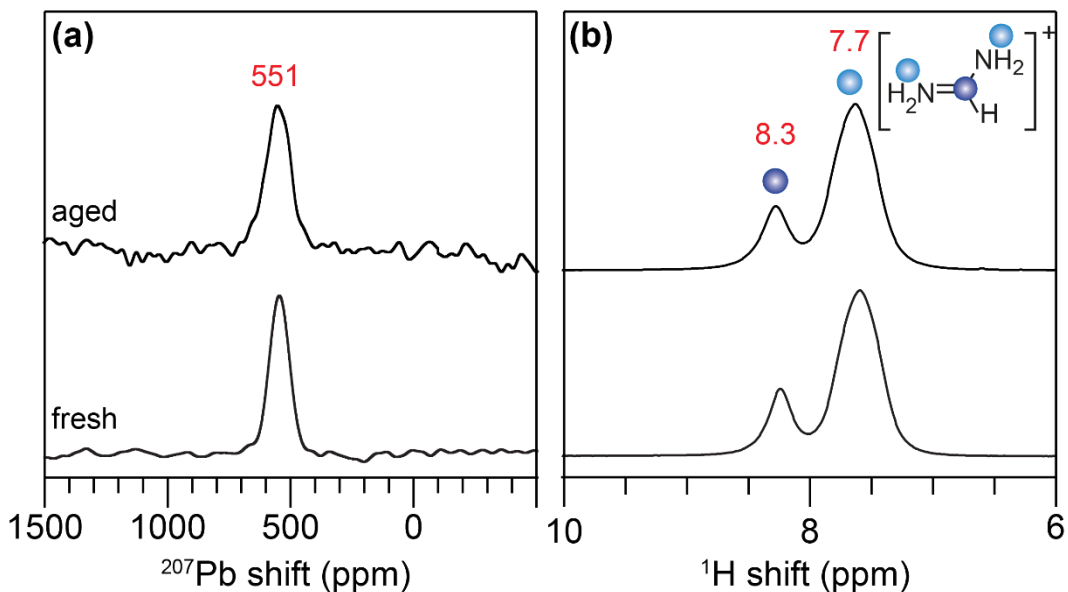 (a)
551
aged
fresh
1500 1000 500 0
²⁰⁷Pb shift (ppm)
(b)
7.7
8.3
[H₂N=
NH₂
H
]⁺
10 8 6
¹H shift (ppm)